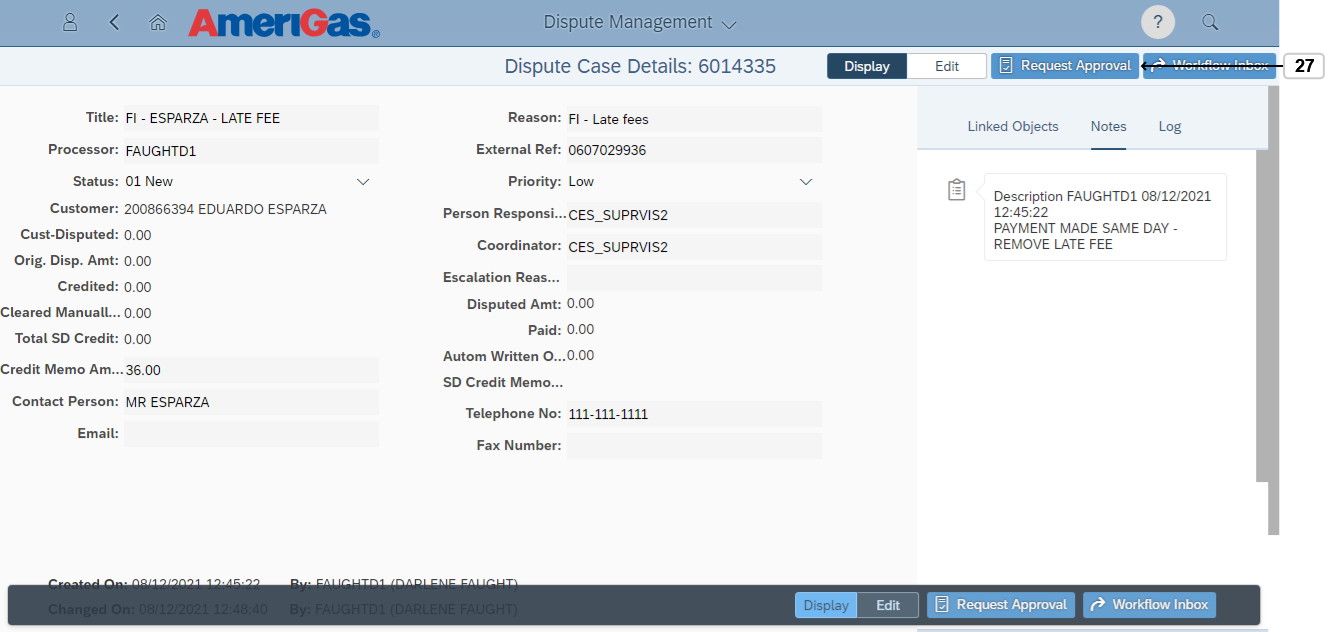 AmeriGas®
Dispute Management
?
Dispute Case Details: 6014335
Display
Edit
Request Approval
Workflow Inbox
27
Title: FI - ESPARZA - LATE FEE
Processor: FAUGHTD1
Status: 01 New
Customer: 200866394 EDUARDO ESPARZA
Cust-Disputed: 0.00
Orig. Disp. Amt: 0.00
Credited: 0.00
Cleared Manuall... 0.00
Total SD Credit: 0.00
Credit Memo Am... 36.00
Contact Person: MR ESPARZA
Email:
Reason: FI - Late fees
External Ref: 0607029936
Priority: Low
Person Responsi... CES_SUPRVIS2
Coordinator: CES_SUPRVIS2
Escalation Reas...
Disputed Amt: 0.00
Paid: 0.00
Autom Written O... 0.00
SD Credit Memo...
Telephone No: 111-111-1111
Fax Number:
Linked Objects
Notes
Log
Description FAUGHTD1 08/12/2021
12:45:22
PAYMENT MADE SAME DAY -
REMOVE LATE FEE
Created On: 08/12/2021 12:45:22 By: FAUGHTD1 (DARLENE FAUGHT)
Changed On: 08/12/2021 12:48:40 By: FAUGHTD1 (DARLENE FAUGHT)
Display
Edit
Request Approval
Workflow Inbox